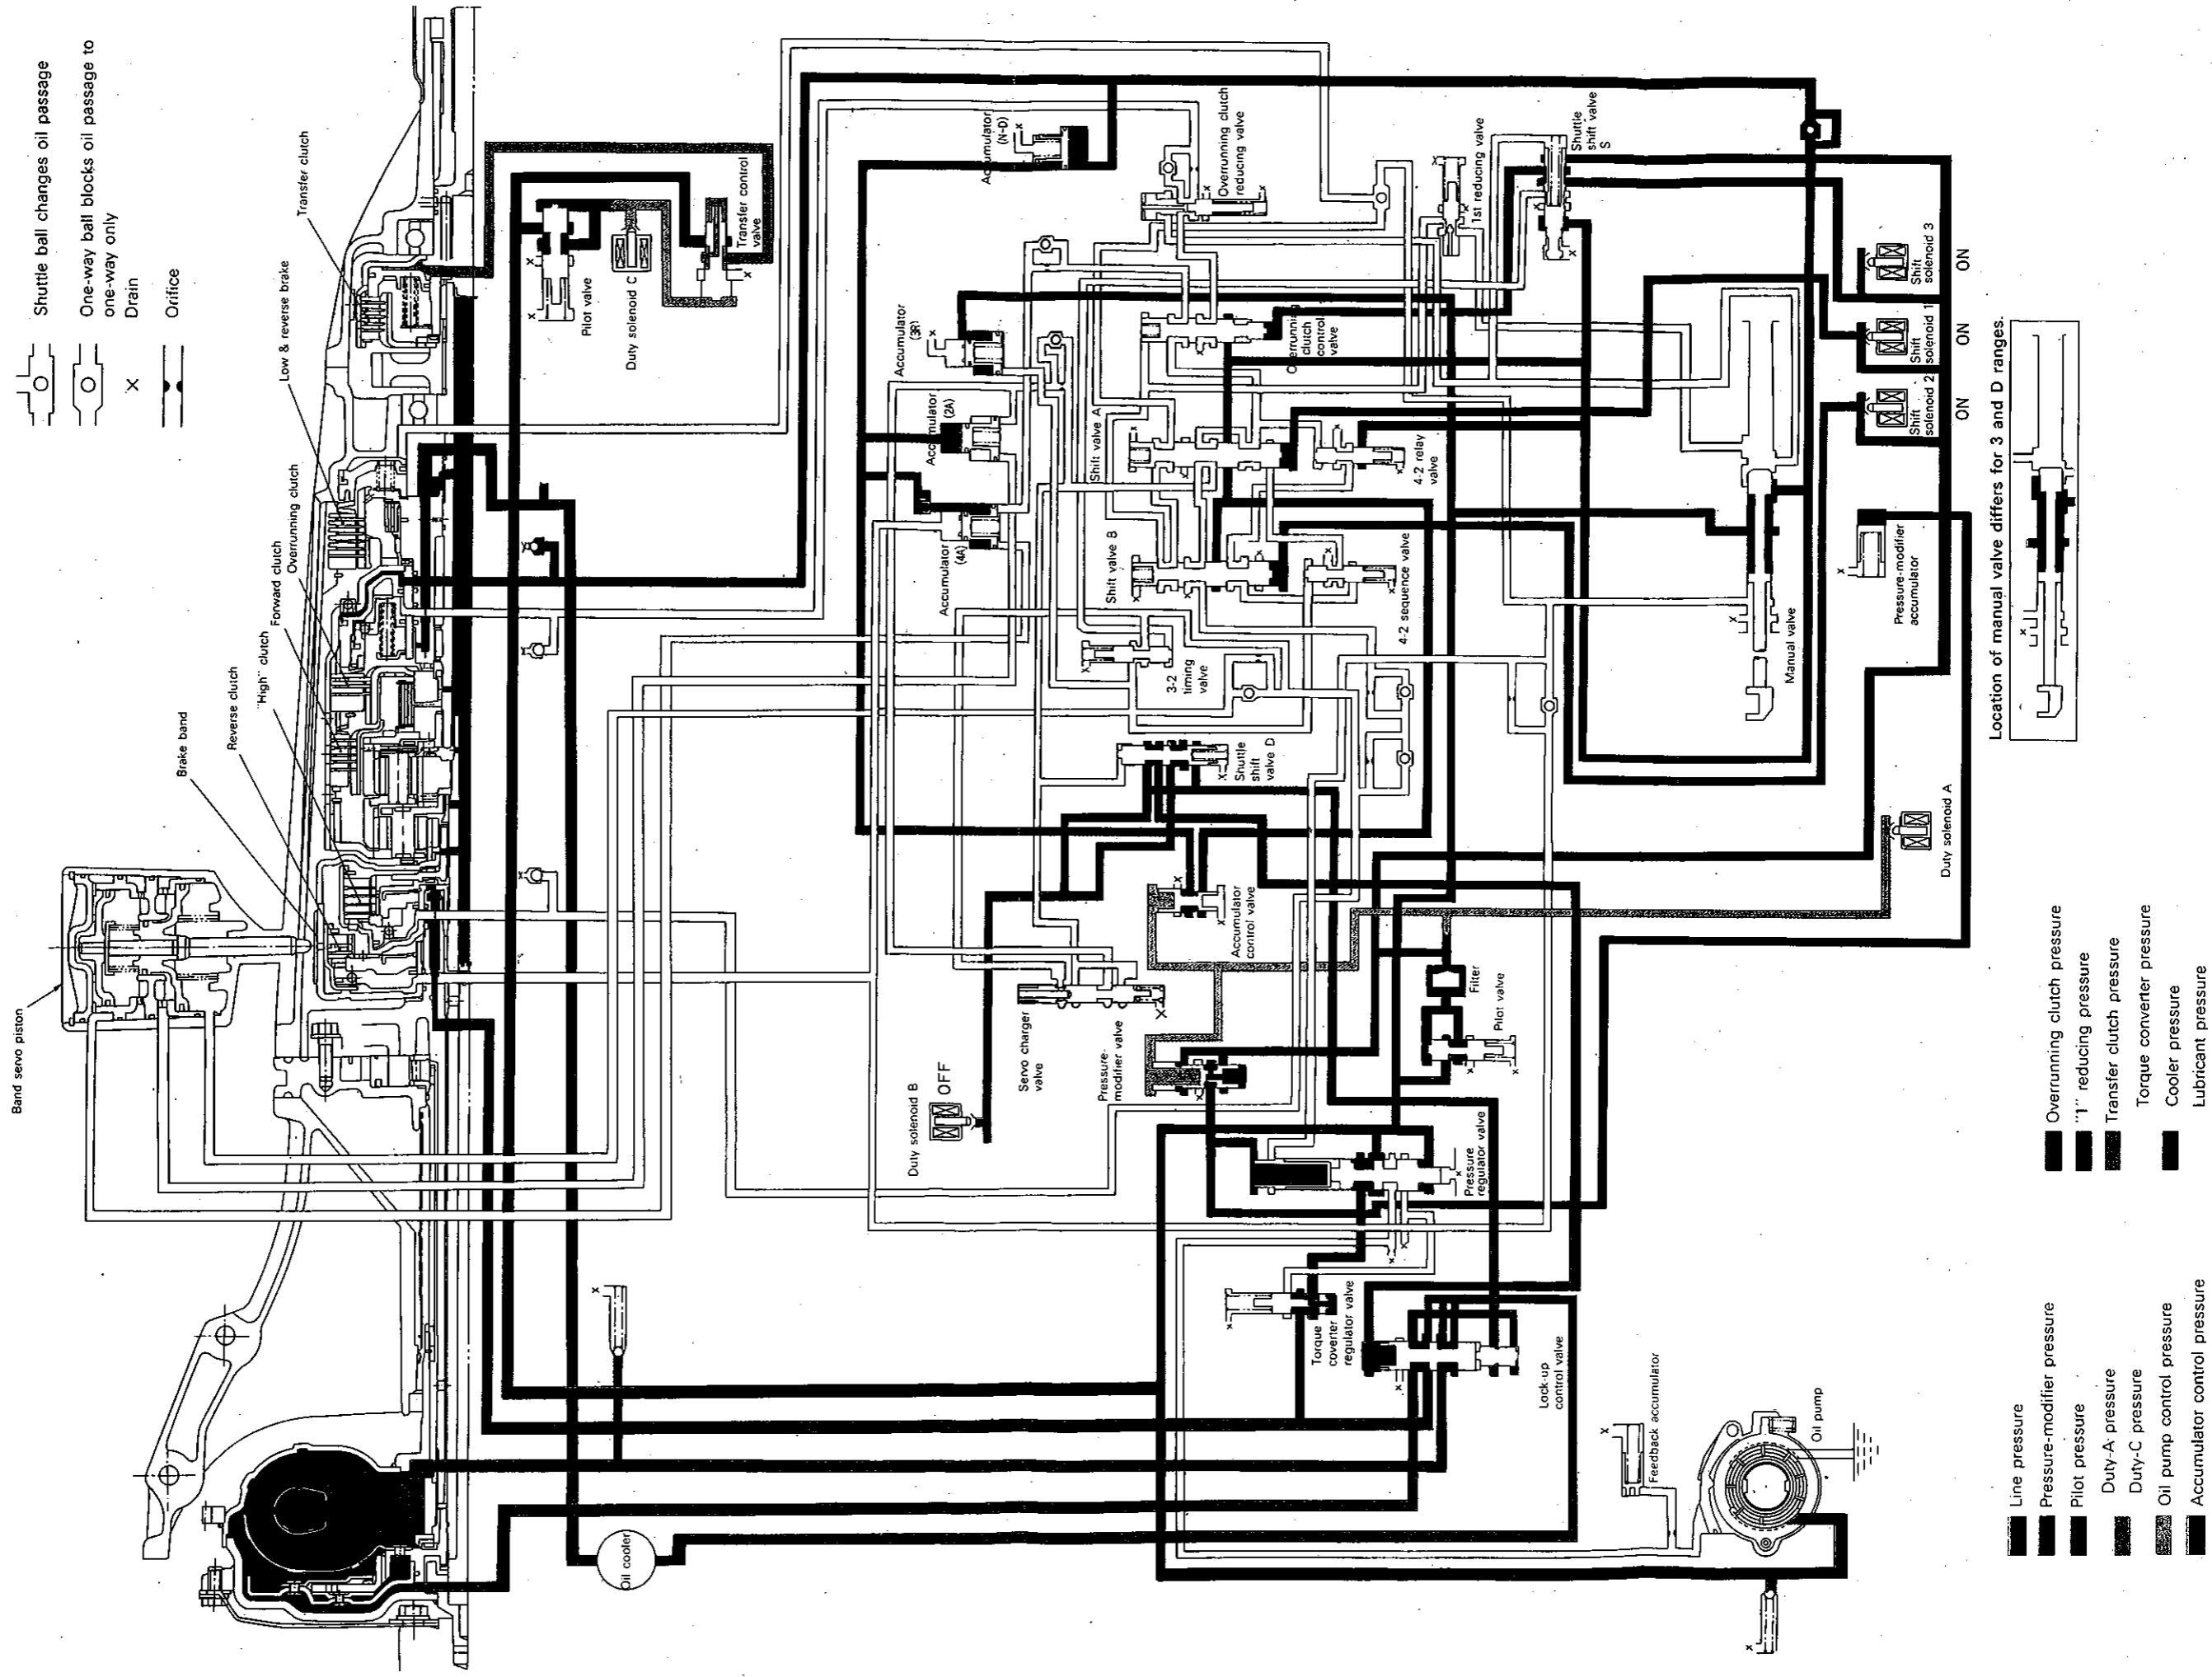 Shuttle ball changes oil passage
One-way ball blocks oil passage to
one-way only
x
Drain
Orifice
Band servo piston
Brake band
Reverse clutch
"High" clutch
Forward clutch
Overrunning clutch
Low & reverse brake
Transfer clutch
Pilot valve
Duty solenoid C
Transfer control
valve
Accumulator
(N-D)
Overrunning clutch
reducing valve
1st reducing valve
Shuttle
shift valve
S
Accumulator
(3R)
Accumulator
(2A)
Accumulator
(4A)
Shift valve A
Shift valve B
Overrunning
clutch
control
valve
4-2 relay
valve
4-2 sequence valve
3-2
timing
valve
Shuttle
shift
valve D
Shift
solenoid 3
ON
Shift
solenoid 1
ON
Shift
solenoid 2
ON
Manual valve
Pressure-modifier
accumulator
Location of manual valve differs for 3 and D ranges.
Duty solenoid A
Accumulator
control valve
Filter
Pilot valve
Servo charger
valve
Pressure-
modifier valve
Duty solenoid B
OFF
Pressure
regulator valve
Torque
coverter
regulator valve
Lock-up
control valve
Oil cooler
Feedback accumulator
Oil pump
Line pressure
Pressure-modifier pressure
Pilot pressure
Duty-A pressure
Duty-C pressure
Oil pump control pressure
Accumulator control pressure
Overrunning clutch pressure
"1" reducing pressure
Transfer clutch pressure
Torque converter pressure
Cooler pressure
Lubricant pressure